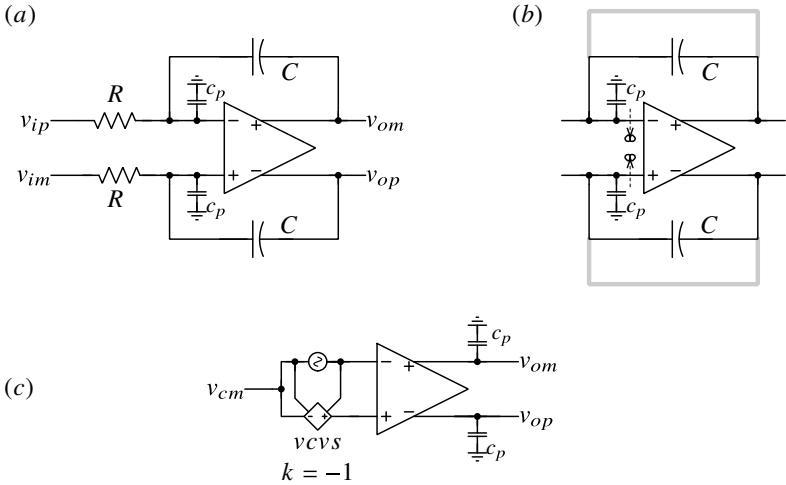 (a)
R
C
c_p
v_ip
v_om
− +
+ −
v_im
v_op
R
c_p
C
(b)
C
c_p
− +
+ −
c_p
C
(c)
v_cm
− +
- +
+ −
c_p
v_om
v_op
c_p
vcvs
k = −1